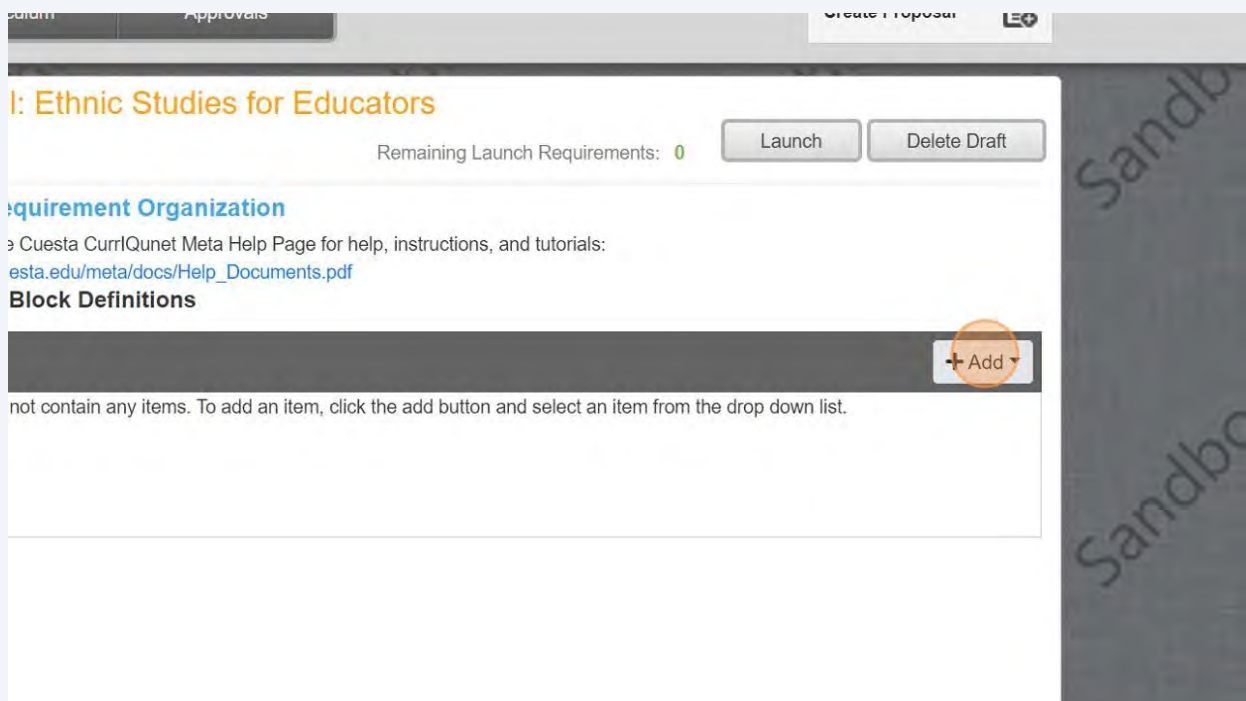 Approvals
Create Proposal
l: Ethnic Studies for Educators
Remaining Launch Requirements: 0
Launch
Delete Draft
equirement Organization
e Cuesta CurrIQunet Meta Help Page for help, instructions, and tutorials:
esta.edu/meta/docs/Help_Documents.pdf
Block Definitions
+ Add
not contain any items. To add an item, click the add button and select an item from the drop down list.
Sandbo
Sandbo